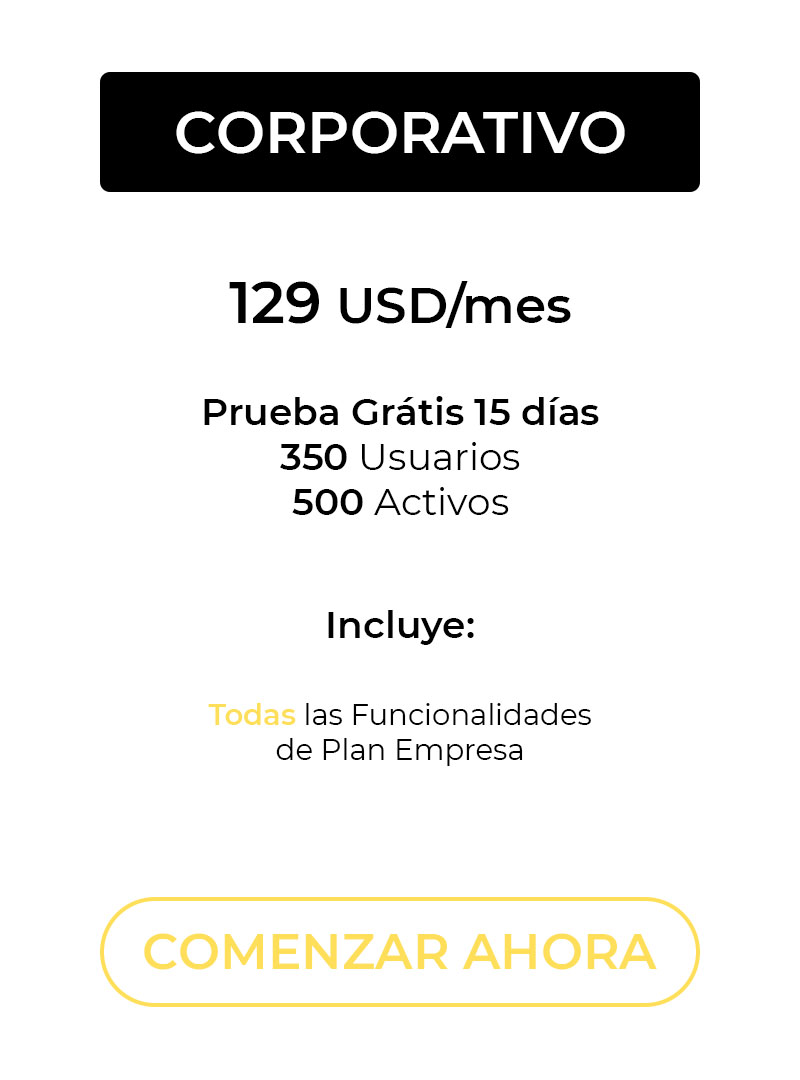 CORPORATIVO
129 USD/mes
Prueba Grátis 15 días
350 Usuarios
500 Activos
Incluye:
Todas las Funcionalidades
de Plan Empresa
COMENZAR AHORA